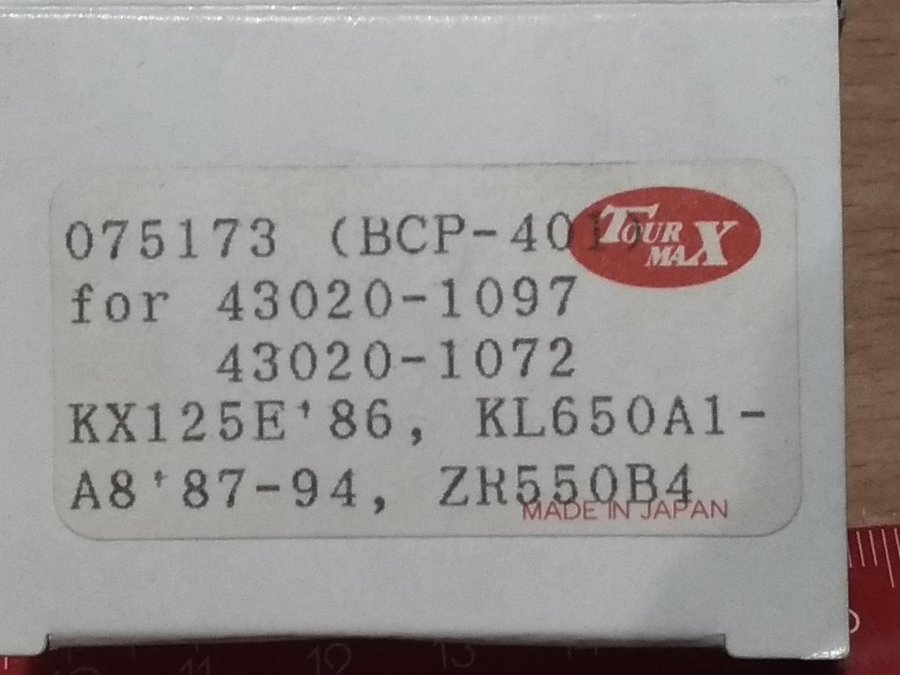 075173 (BCP-401)
TOUR MAX
for 43020-1097
43020-1072
KX125E'86, KL650A1-
A8'87-94, ZR550B4
MADE IN JAPAN
11 12 13